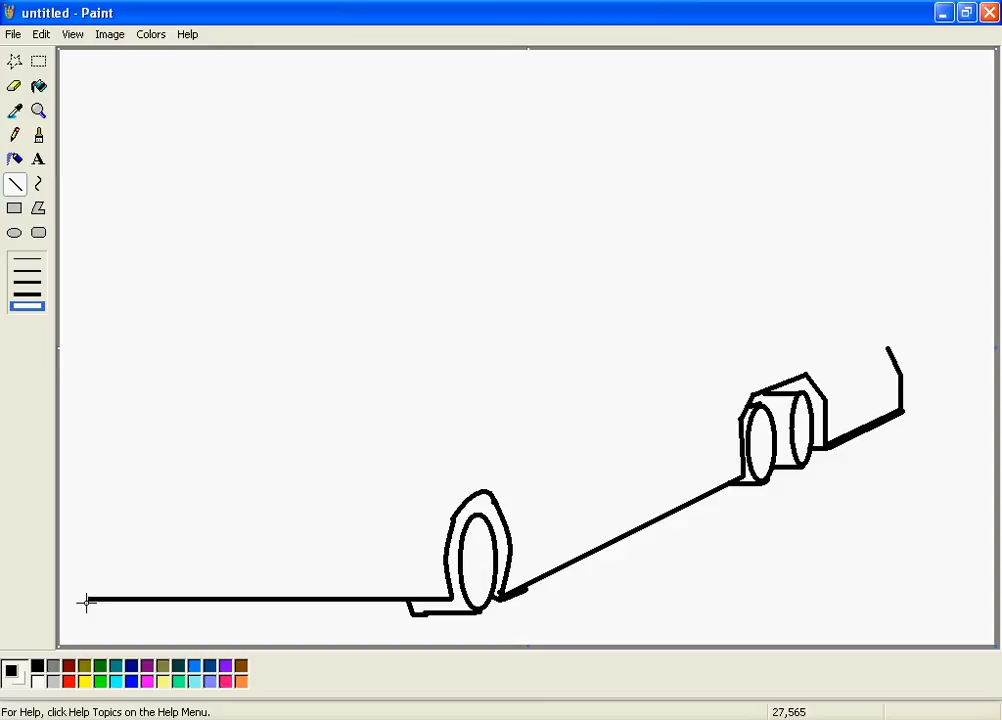 untitled - Paint
File Edit View Image Colors Help
A
For Help, click Help Topics on the Help Menu. 27,565